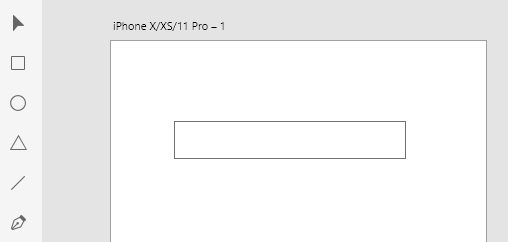 iPhone X/XS/11 Pro – 1